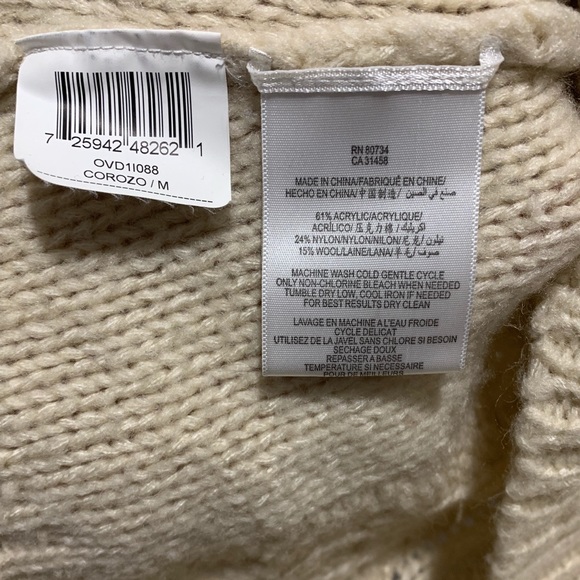 7 25942 48262 1
OVD1I088
COROZO / M
RN 80734
CA 31458
MADE IN CHINA/FABRIQUÉ EN CHINE/
HECHO EN CHINA/中国制造/صنع في الصين
61% ACRYLIC/ACRYLIQUE/
ACRÍLICO/压克力棉/اكريليك
24% NYLON/NYLON/NILON/尼龙/نيلون
15% WOOL/LAINE/LANA/羊毛/صوف
MACHINE WASH COLD GENTLE CYCLE
ONLY NON-CHLORINE BLEACH WHEN NEEDED
TUMBLE DRY LOW, COOL IRON IF NEEDED
FOR BEST RESULTS DRY CLEAN
LAVAGE EN MACHINE A L'EAU FROIDE
CYCLE DELICAT
UTILISEZ DE LA JAVEL SANS CHLORE SI BESOIN
SECHAGE DOUX
REPASSER A BASSE
TEMPERATURE SI NECESSAIRE
POUR DE MEILLEURS